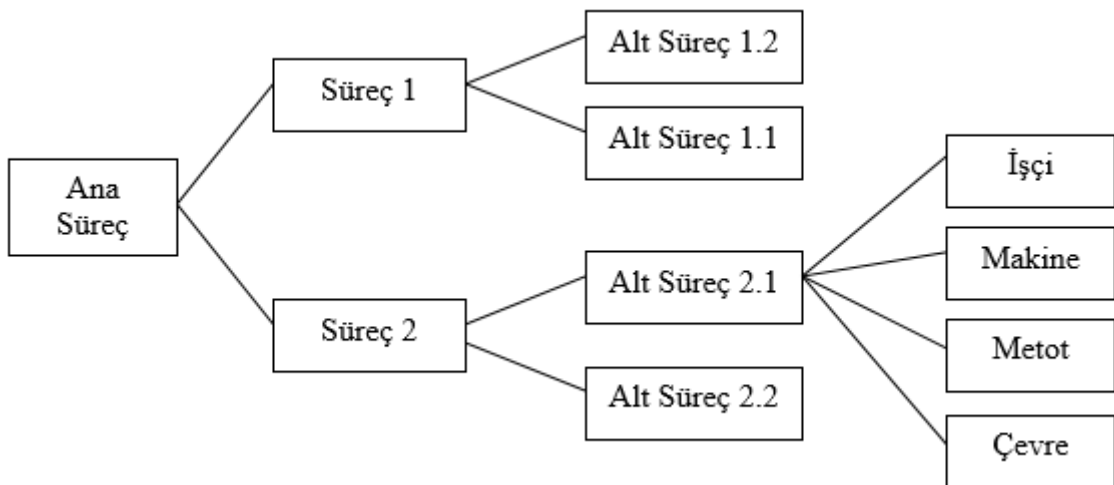 Ana
Süreç
Süreç 1
Süreç 2
Alt Süreç 1.2
Alt Süreç 1.1
Alt Süreç 2.1
Alt Süreç 2.2
İşçi
Makine
Metot
Çevre